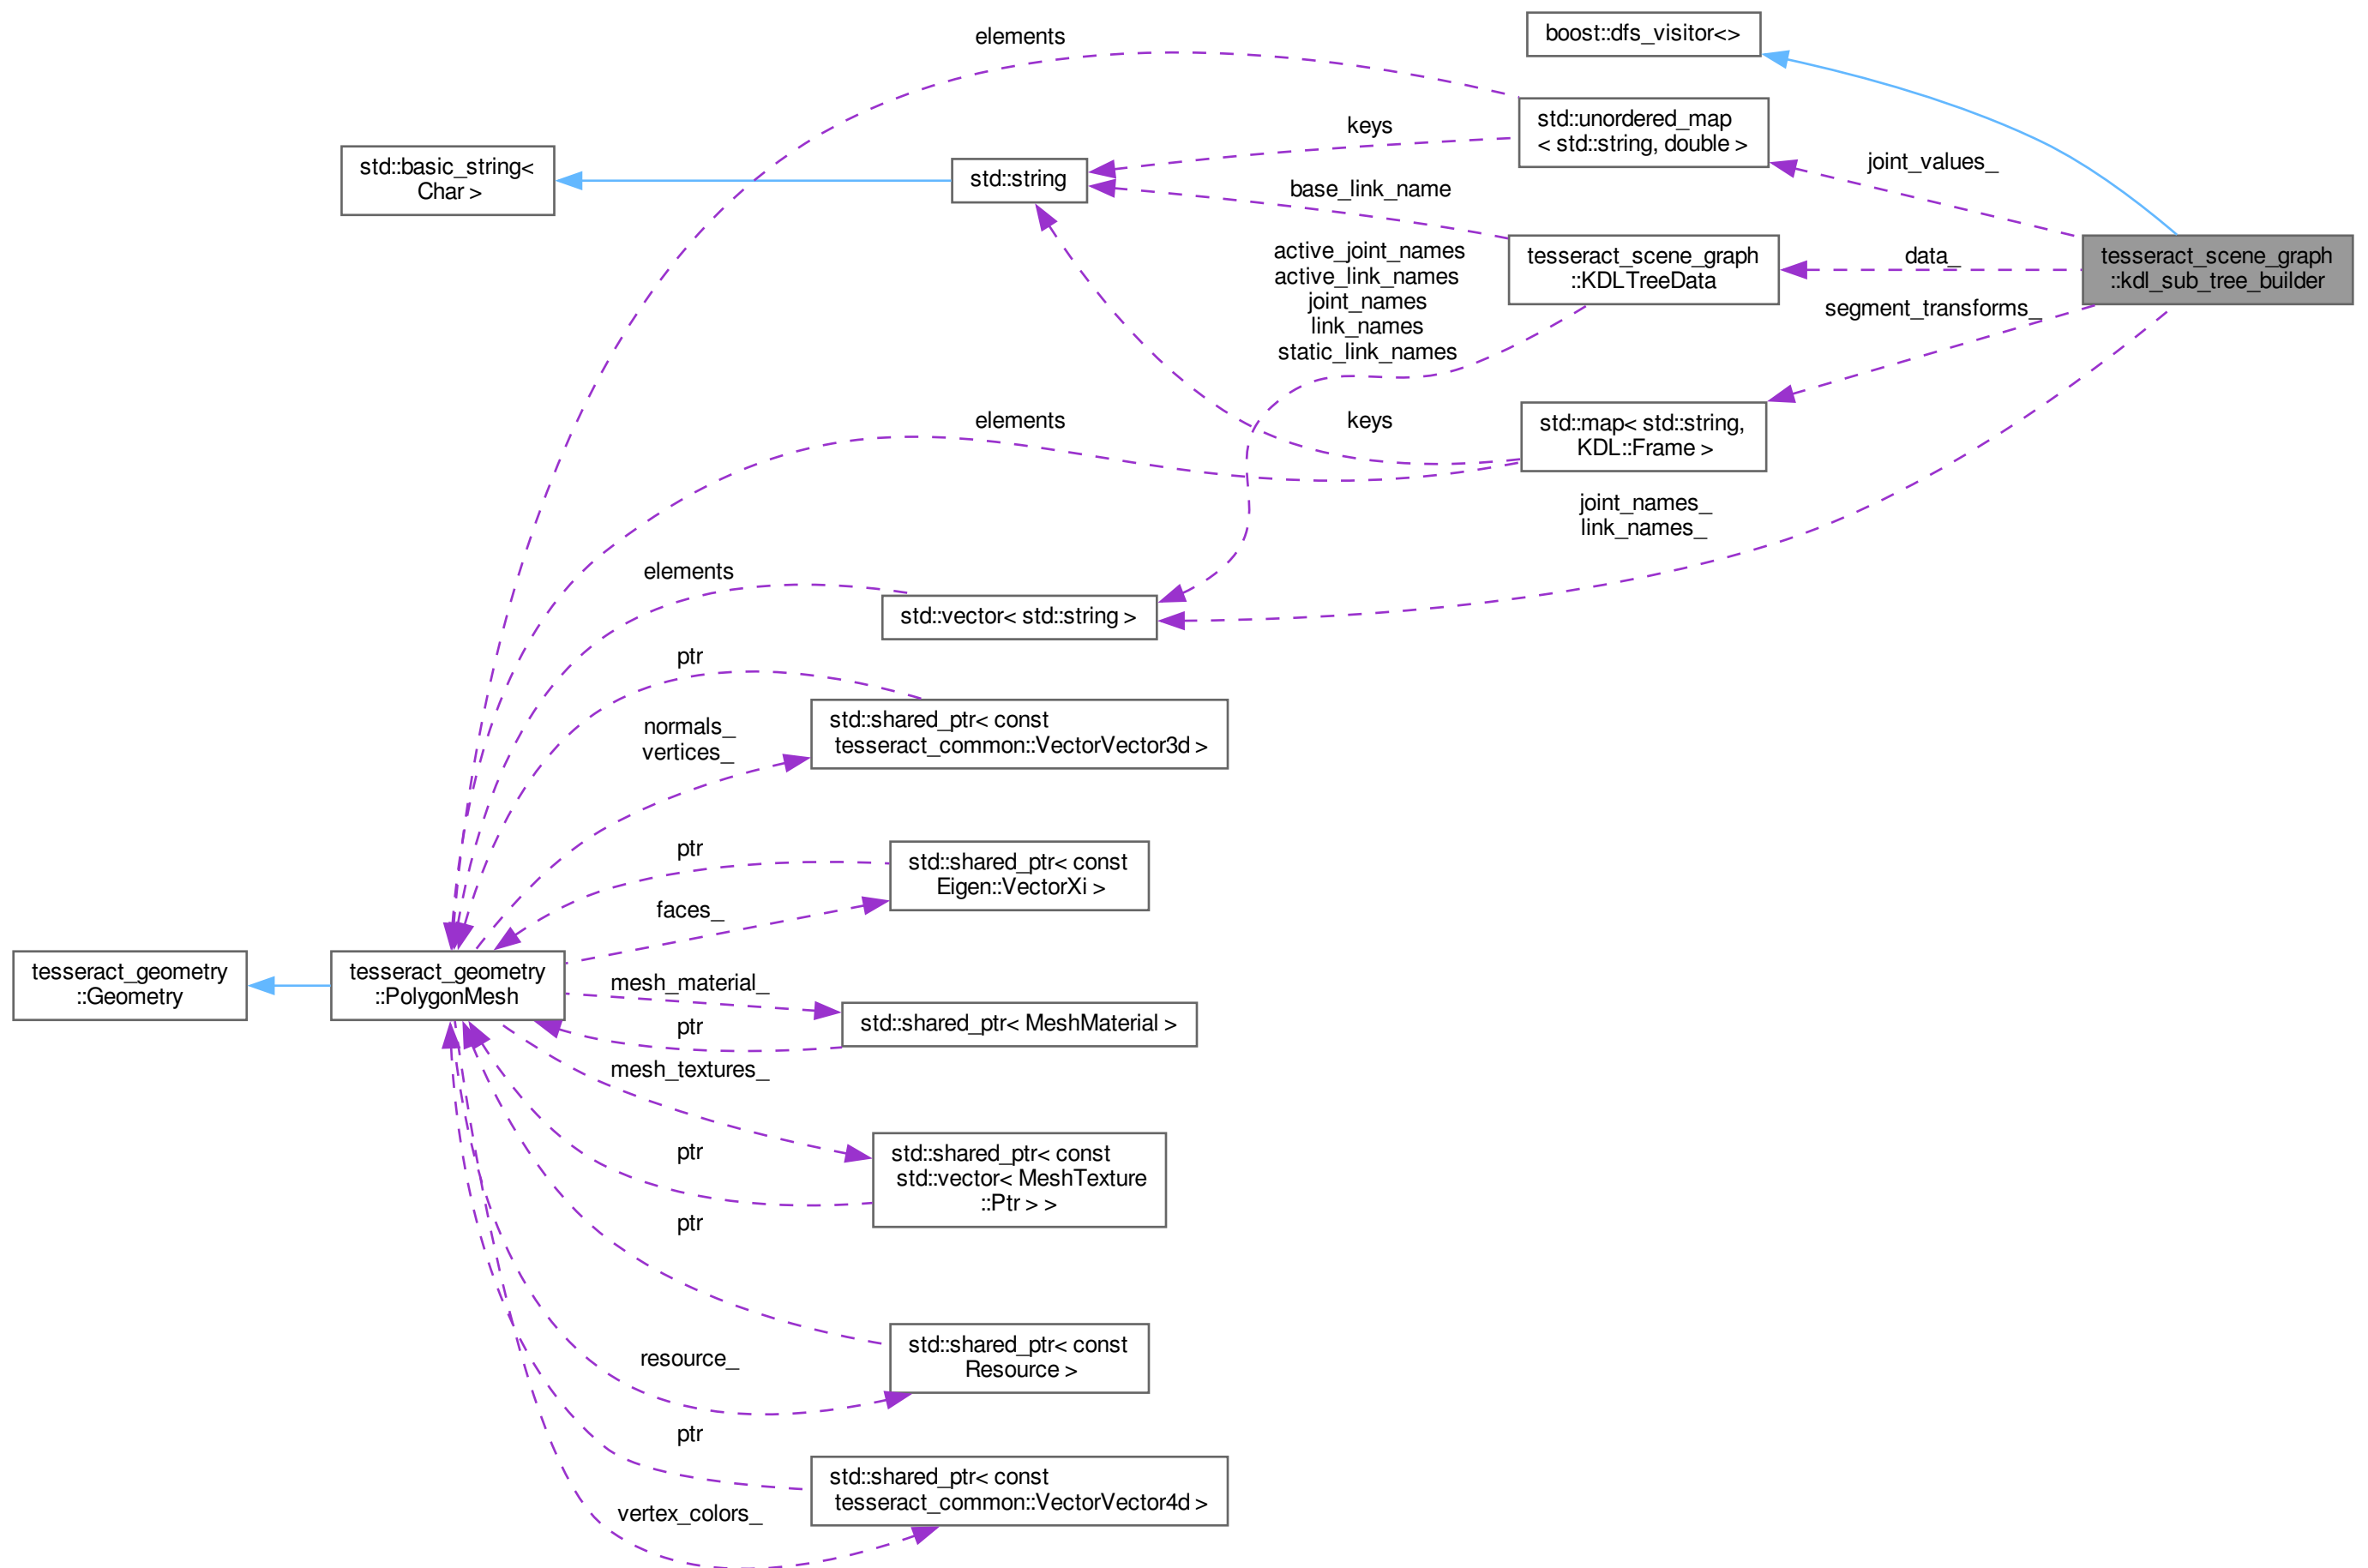 elements
boost::dfs_visitor<>
std::unordered_map
< std::string, double >
keys
joint_values_
std::basic_string<
Char >
std::string
base_link_name
tesseract_scene_graph
::KDLTreeData
data_
tesseract_scene_graph
::kdl_sub_tree_builder
active_joint_names
active_link_names
joint_names
link_names
static_link_names
segment_transforms_
elements
keys
std::map< std::string,
KDL::Frame >
joint_names_
link_names_
elements
std::vector< std::string >
ptr
normals_
vertices_
std::shared_ptr< const
tesseract_common::VectorVector3d >
ptr
std::shared_ptr< const
Eigen::VectorXi >
faces_
tesseract_geometry
::Geometry
tesseract_geometry
::PolygonMesh
mesh_material_
ptr
std::shared_ptr< MeshMaterial >
mesh_textures_
ptr
std::shared_ptr< const
std::vector< MeshTexture
::Ptr > >
ptr
resource_
std::shared_ptr< const
Resource >
ptr
std::shared_ptr< const
tesseract_common::VectorVector4d >
vertex_colors_